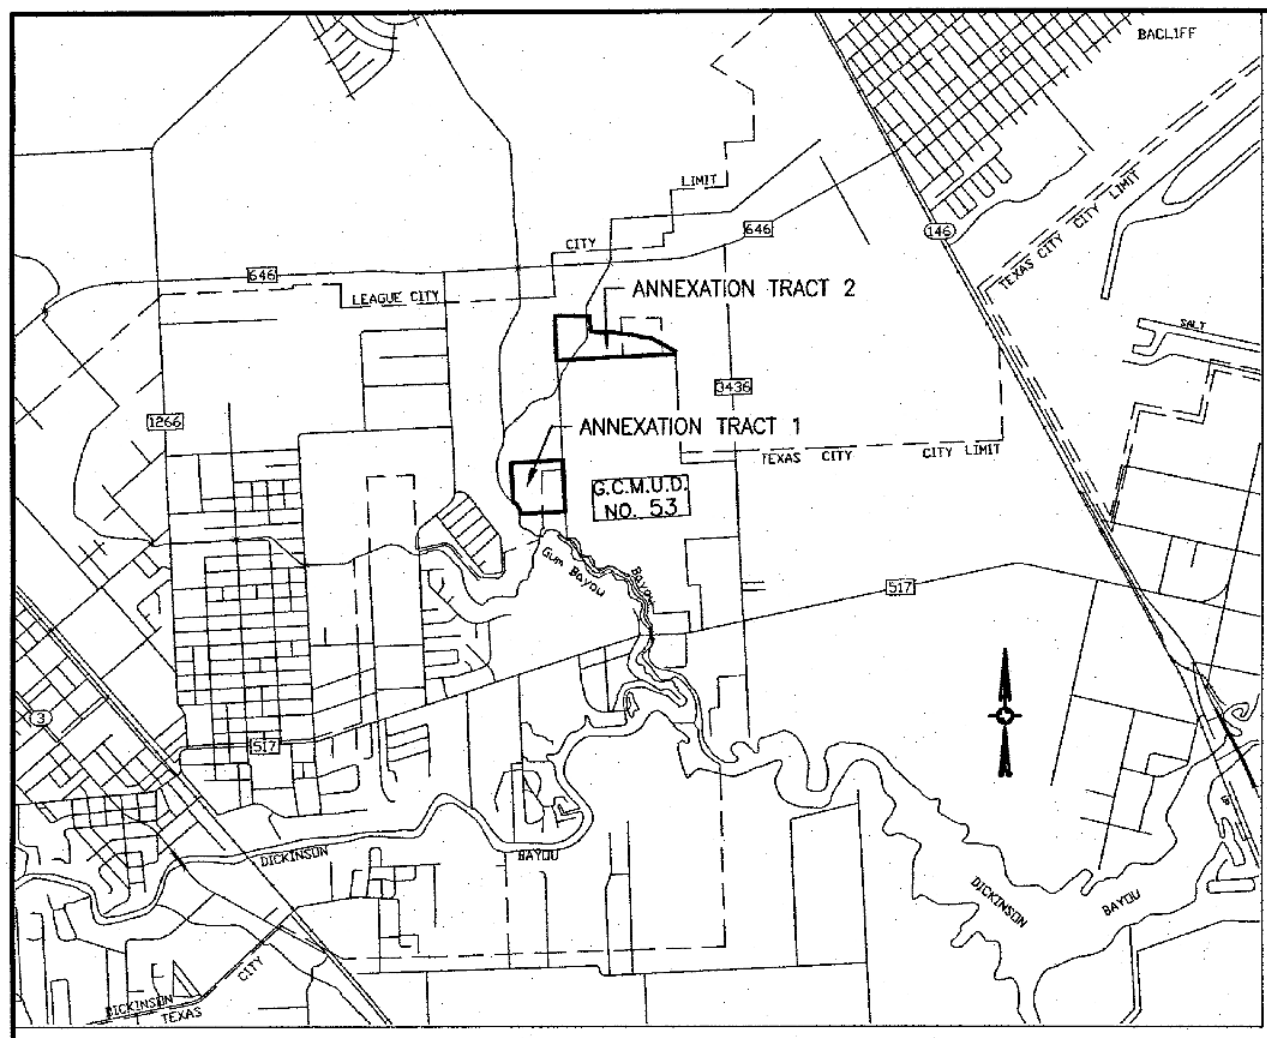 BACLIFF
LIMIT
CITY
646
646
146
TEXAS CITY CITY LIMIT
LEAGUE CITY
ANNEXATION TRACT 2
SALT
3436
1266
ANNEXATION TRACT 1
TEXAS CITY CITY LIMIT
G.C.M.U.D.
NO. 53
Gum Bayou
Bayou
517
3
517
DICKINSON
BAYOU
DICKINSON
BAYOU
CITY
DICKINSON
TEXAS